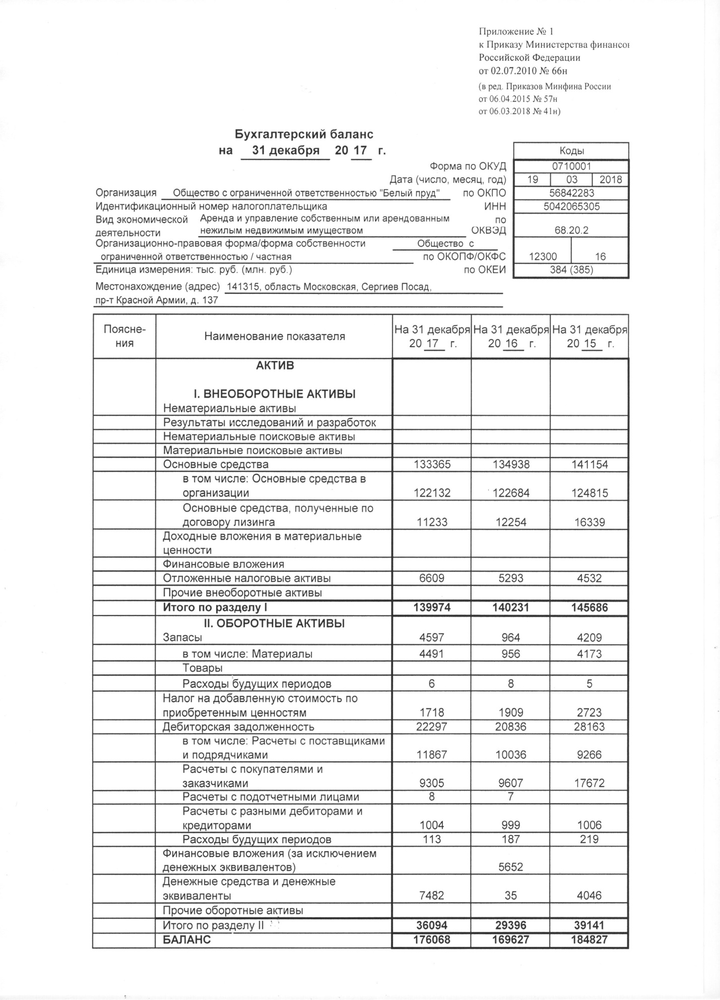 Приложение № 1
к Приказу Министерства финансо
Российской Федерации
от 02.07.2010 № 66н
(в ред. Приказов Минфина России
от 06.04.2015 № 57н
от 06.03.2018 № 41н)
Бухгалтерский баланс
на 31 декабря 20 17 г.
Коды
Форма по ОКУД 0710001
Дата (число, месяц, год) 19 03 2018
Организация Общество с ограниченной ответственностью "Белый пруд" по ОКПО 56842283
Идентификационный номер налогоплательщика ИНН 5042065305
Вид экономической Аренда и управление собственным или арендованным по
деятельности нежилым недвижимым имуществом ОКВЭД 68.20.2
Организационно-правовая форма/форма собственности Общество с
ограниченной ответственностью / частная по ОКОПФ/ОКФС 12300 16
Единица измерения: тыс. руб. (млн. руб.) по ОКЕИ 384 (385)
Местонахождение (адрес) 141315, область Московская, Сергиев Посад,
пр-т Красной Армии, д. 137
Поясне- Наименование показателя На 31 декабря На 31 декабря На 31 декабря
ния 20 17 г. 20 16 г. 20 15 г.
АКТИВ
I. ВНЕОБОРОТНЫЕ АКТИВЫ
Нематериальные активы
Результаты исследований и разработок
Нематериальные поисковые активы
Материальные поисковые активы
Основные средства 133365 134938 141154
в том числе: Основные средства в
организации 122132 122684 124815
Основные средства, полученные по
договору лизинга 11233 12254 16339
Доходные вложения в материальные
ценности
Финансовые вложения
Отложенные налоговые активы 6609 5293 4532
Прочие внеоборотные активы
Итого по разделу I 139974 140231 145686
II. ОБОРОТНЫЕ АКТИВЫ
Запасы 4597 964 4209
в том числе: Материалы 4491 956 4173
Товары
Расходы будущих периодов 6 8 5
Налог на добавленную стоимость по
приобретенным ценностям 1718 1909 2723
Дебиторская задолженность 22297 20836 28163
в том числе: Расчеты с поставщиками
и подрядчиками 11867 10036 9266
Расчеты с покупателями и
заказчиками 9305 9607 17672
Расчеты с подотчетными лицами 8 7
Расчеты с разными дебиторами и
кредиторами 1004 999 1006
Расходы будущих периодов 113 187 219
Финансовые вложения (за исключением
денежных эквивалентов) 5652
Денежные средства и денежные
эквиваленты 7482 35 4046
Прочие оборотные активы
Итого по разделу II 36094 29396 39141
БАЛАНС 176068 169627 184827